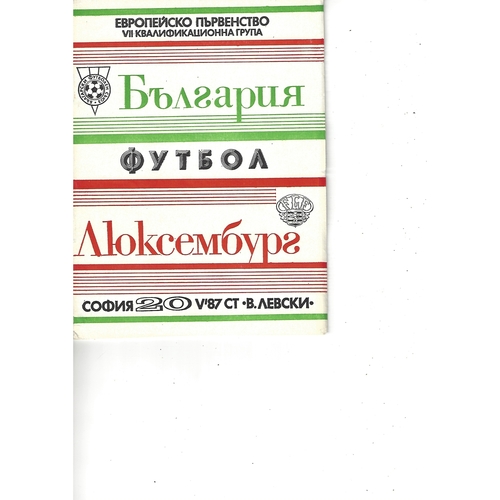 ЕВРОПЕЙСКО ПЪРВЕНСТВО
VII КВАЛИФИКАЦИОННА ГРУПА
България
ФУТБОЛ
Люксембург
СОФИЯ 20 V'87 СТ •В. ЛЕВСКИ•